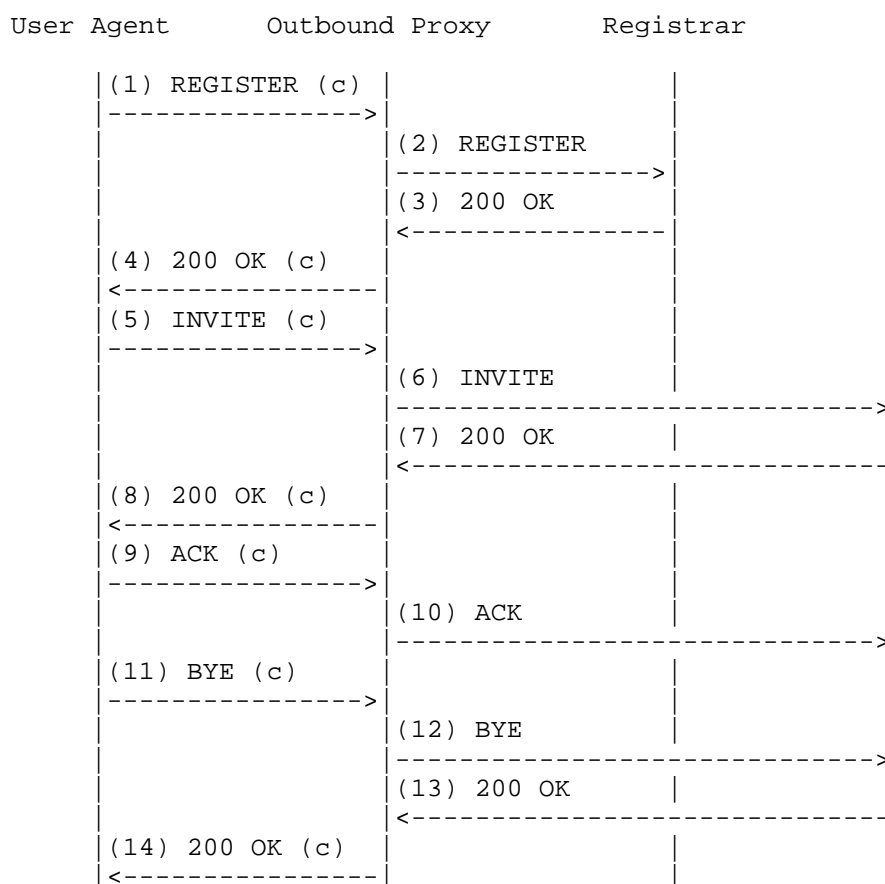 User Agent Outbound Proxy Registrar
|(1) REGISTER (c) | |
|---------------->| |
| |(2) REGISTER |
| |---------------->|
| |(3) 200 OK |
| |<----------------|
|(4) 200 OK (c) | |
|<----------------| |
|(5) INVITE (c) | |
|---------------->| |
| |(6) INVITE |
| |------------------------------>
| |(7) 200 OK |
| |<------------------------------
|(8) 200 OK (c) | |
|<----------------| |
|(9) ACK (c) | |
|---------------->| |
| |(10) ACK |
| |------------------------------>
|(11) BYE (c) | |
|---------------->| |
| |(12) BYE |
| |------------------------------>
| |(13) 200 OK |
| |<------------------------------
|(14) 200 OK (c) | |
|<----------------| |